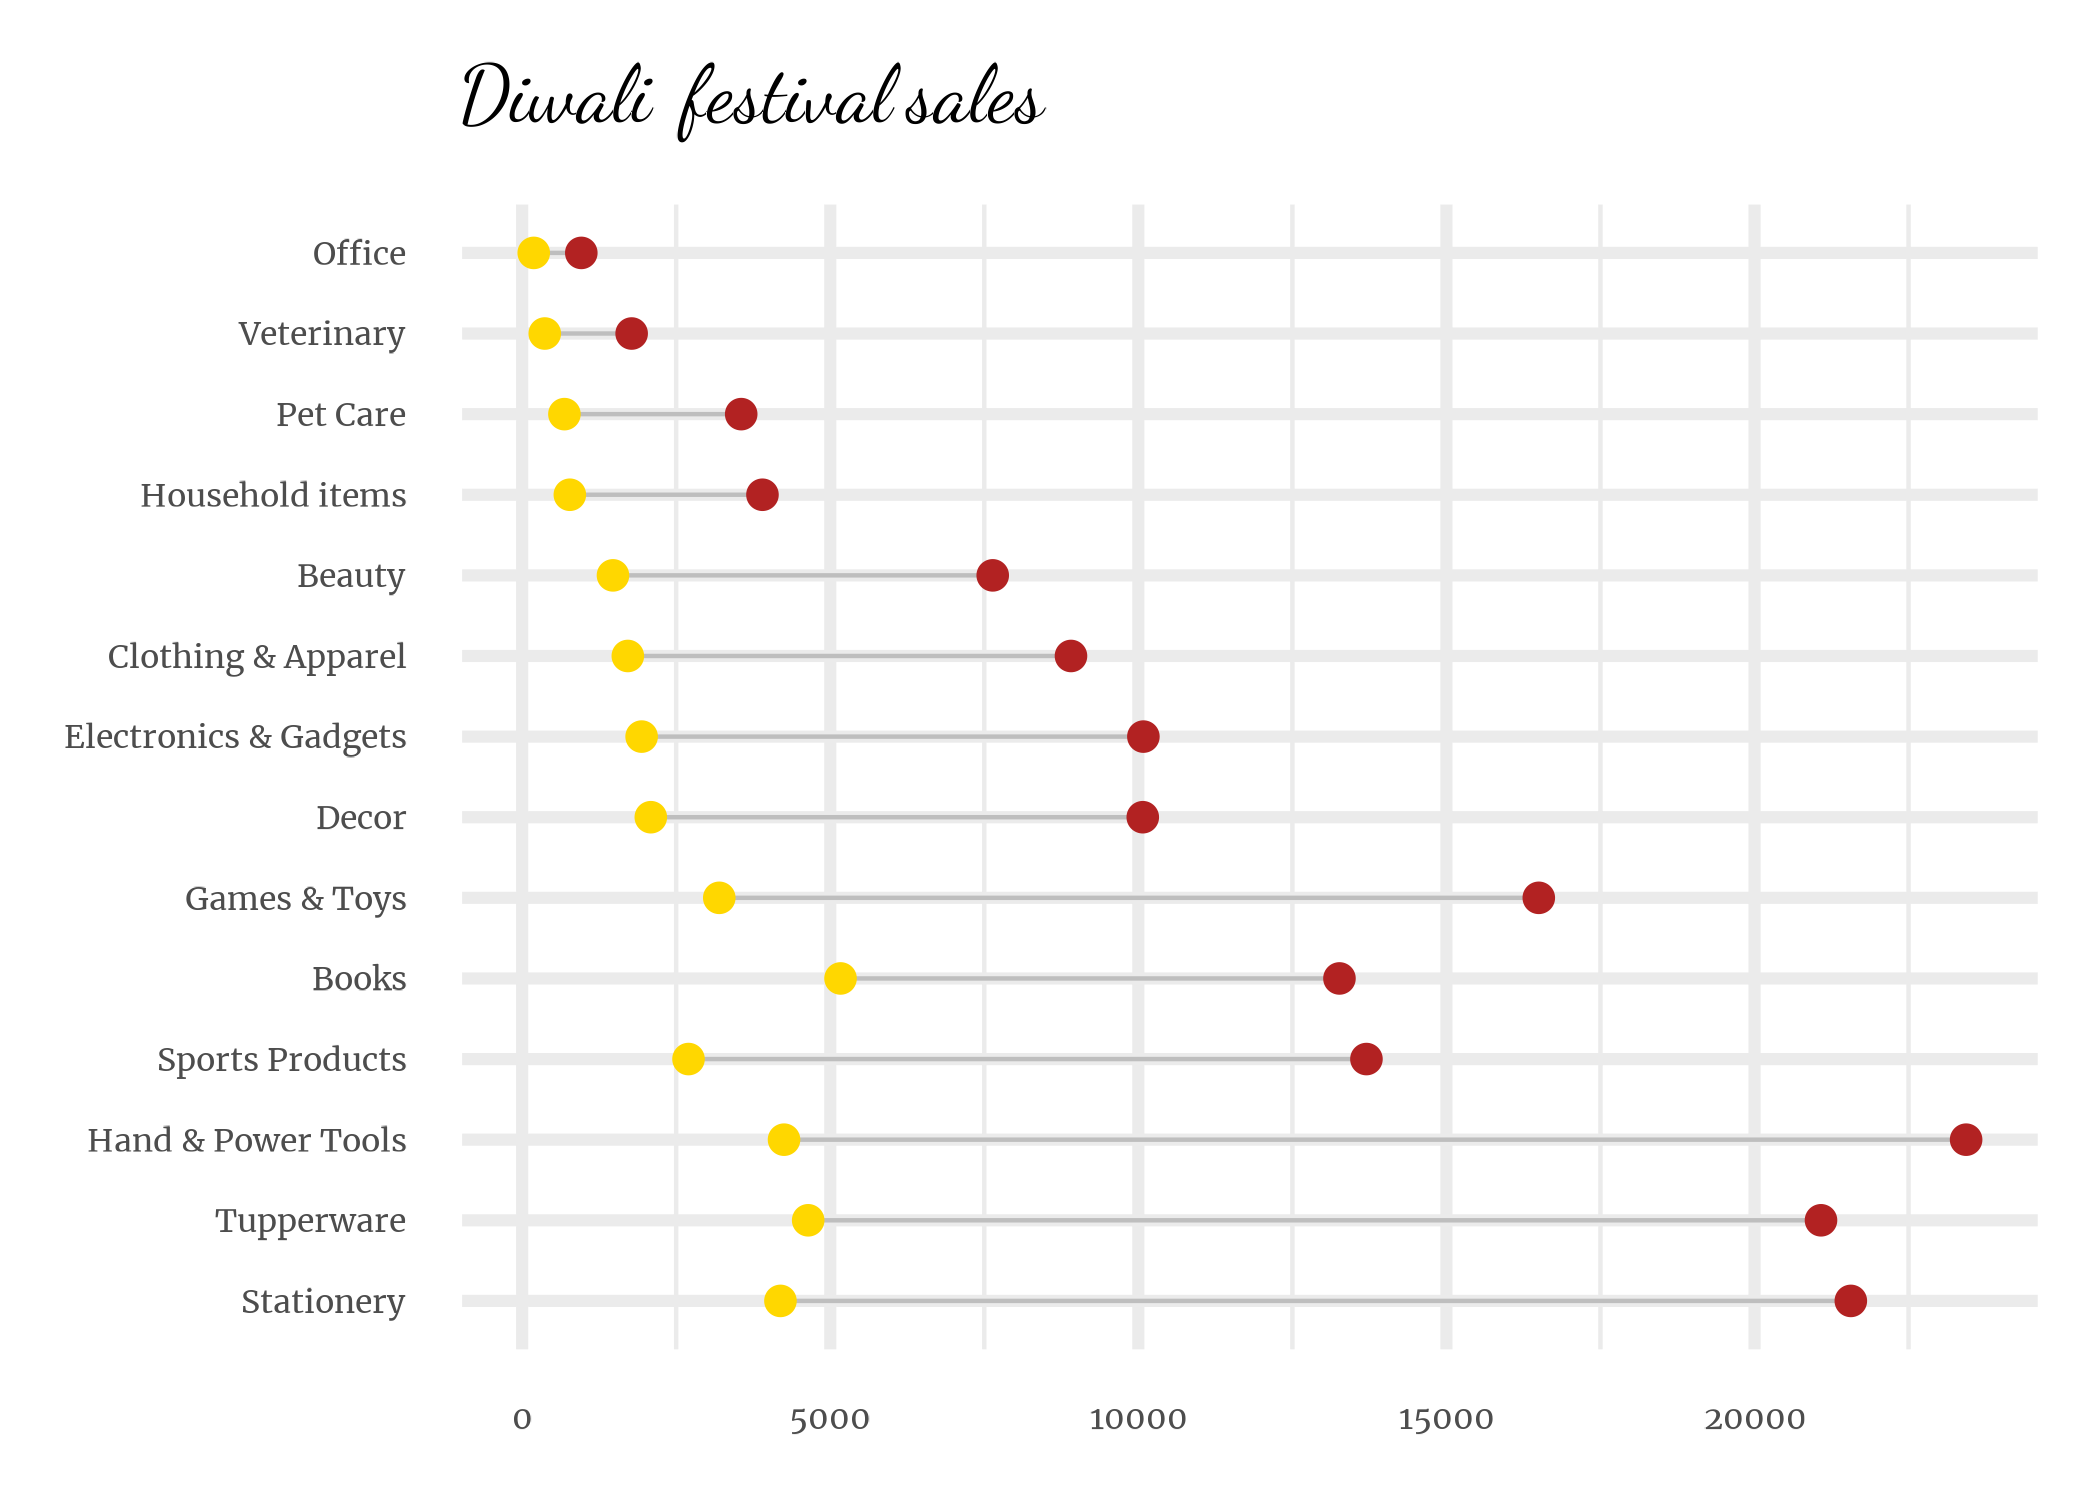 Diwali festival sales
Office
Veterinary
Pet Care
Household items
Beauty
Clothing & Apparel
Electronics & Gadgets
Decor
Games & Toys
Books
Sports Products
Hand & Power Tools
Tupperware
Stationery
0 5000 10000 15000 20000